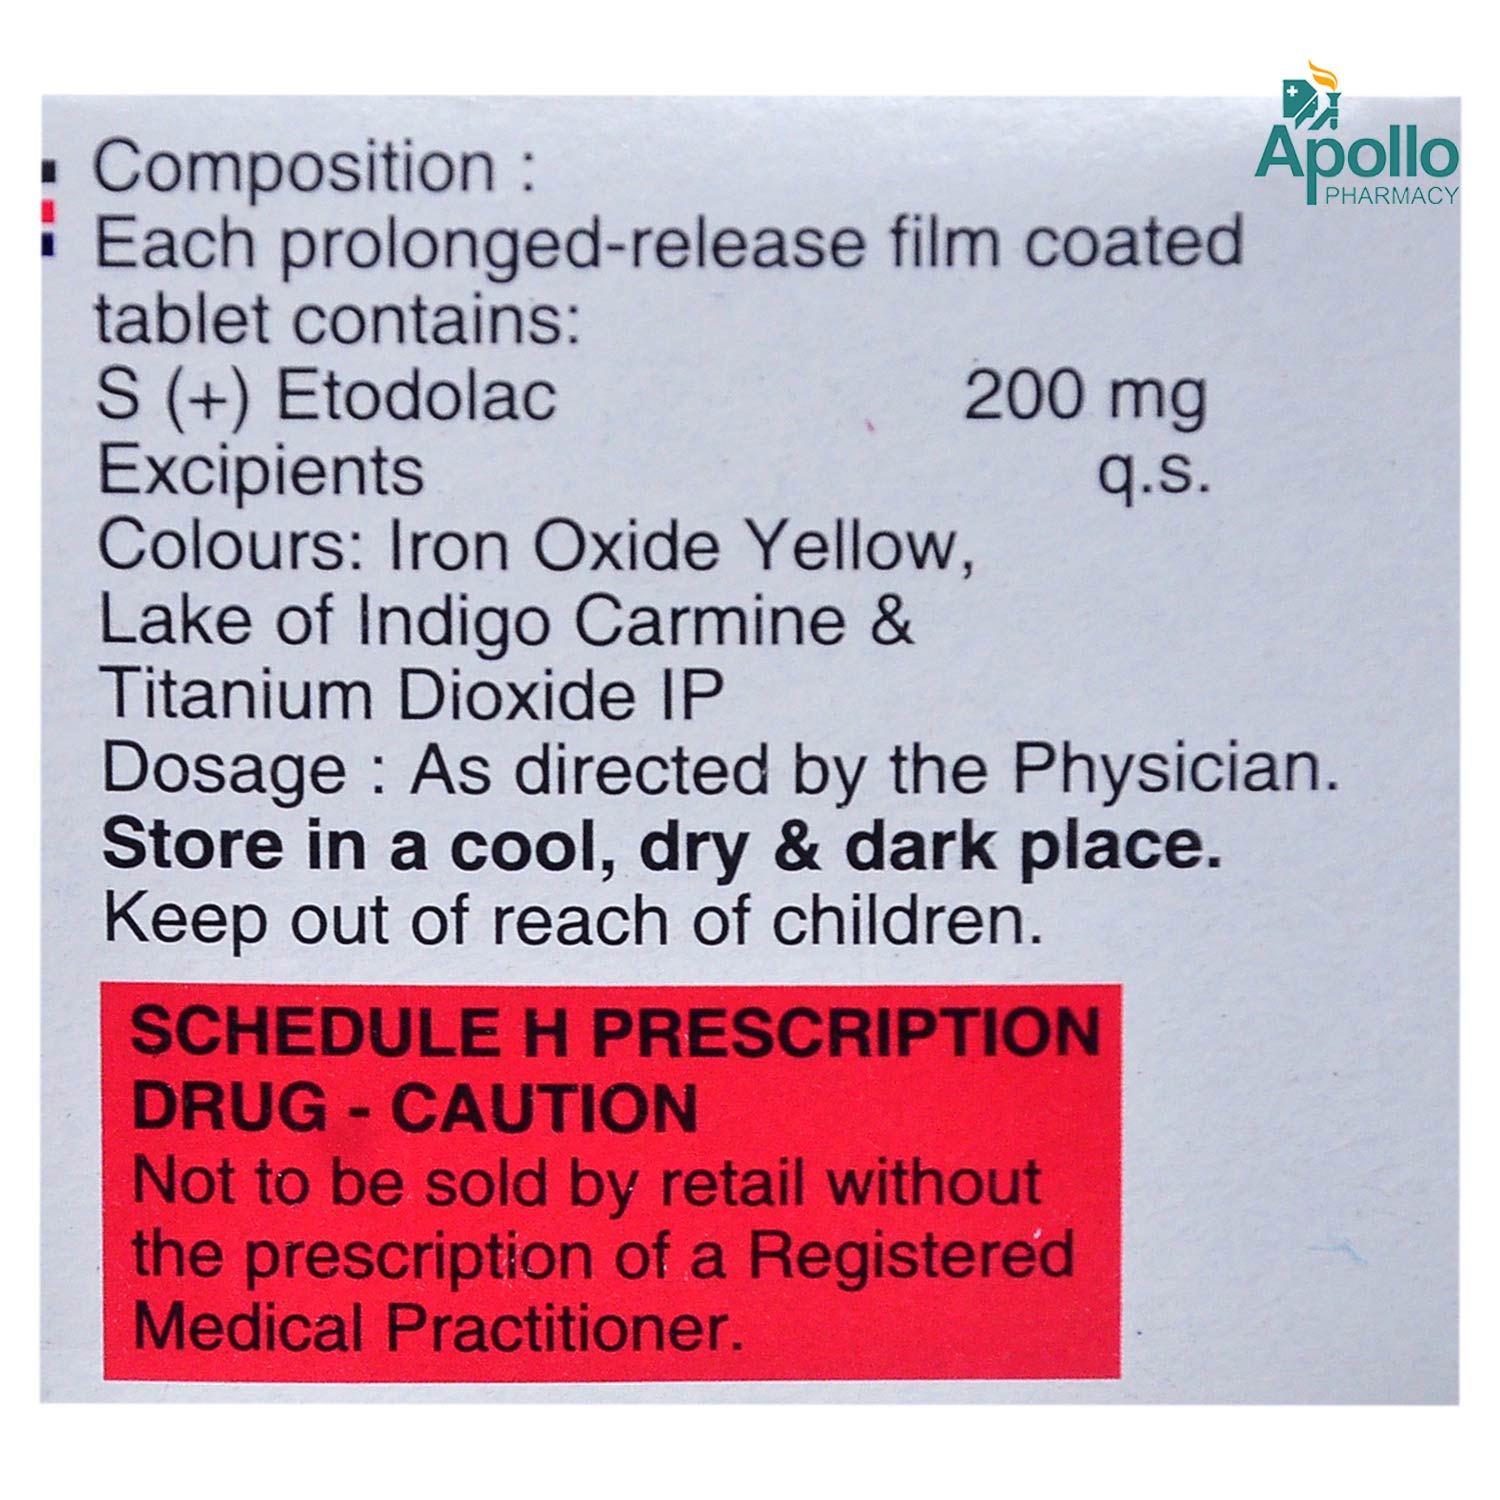 Apollo
PHARMACY
Composition :
Each prolonged-release film coated
tablet contains:
S (+) Etodolac 200 mg
Excipients q.s.
Colours: Iron Oxide Yellow,
Lake of Indigo Carmine &
Titanium Dioxide IP
Dosage : As directed by the Physician.
Store in a cool, dry & dark place.
Keep out of reach of children.
SCHEDULE H PRESCRIPTION
DRUG - CAUTION
Not to be sold by retail without
the prescription of a Registered
Medical Practitioner.